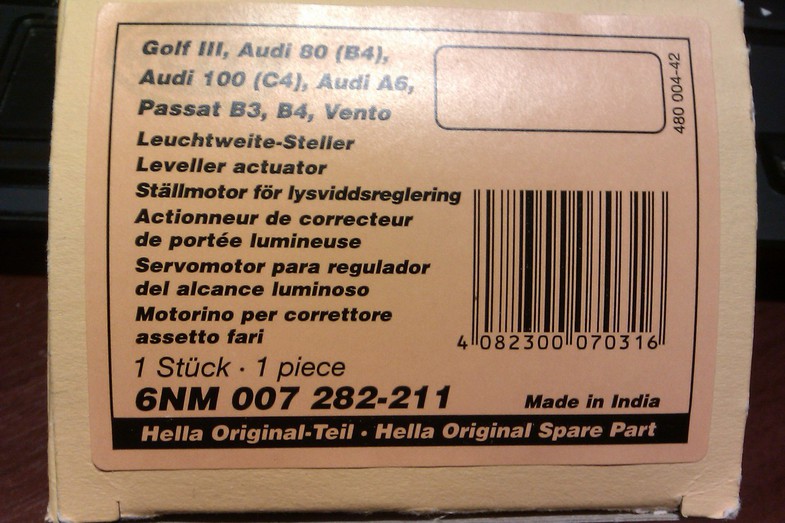 Golf III, Audi 80 (B4),
Audi 100 (C4), Audi A6,
Passat B3, B4, Vento
480 004-42
Leuchtweite-Steller
Leveller actuator
Ställmotor för lysviddsreglering
Actionneur de correcteur
de portée lumineuse
Servomotor para regulador
del alcance luminoso
Motorino per correttore
assetto fari
4 082300 070316
1 Stück · 1 piece
6NM 007 282-211
Made in India
Hella Original-Teil · Hella Original Spare Part